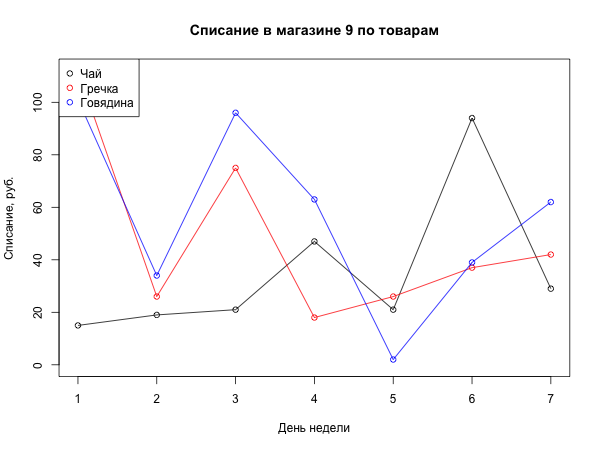 Списание в магазине 9 по товарам
Чай
Гречка
Говядина
100
80
60
40
20
0
Списание, руб.
1 2 3 4 5 6 7
День недели